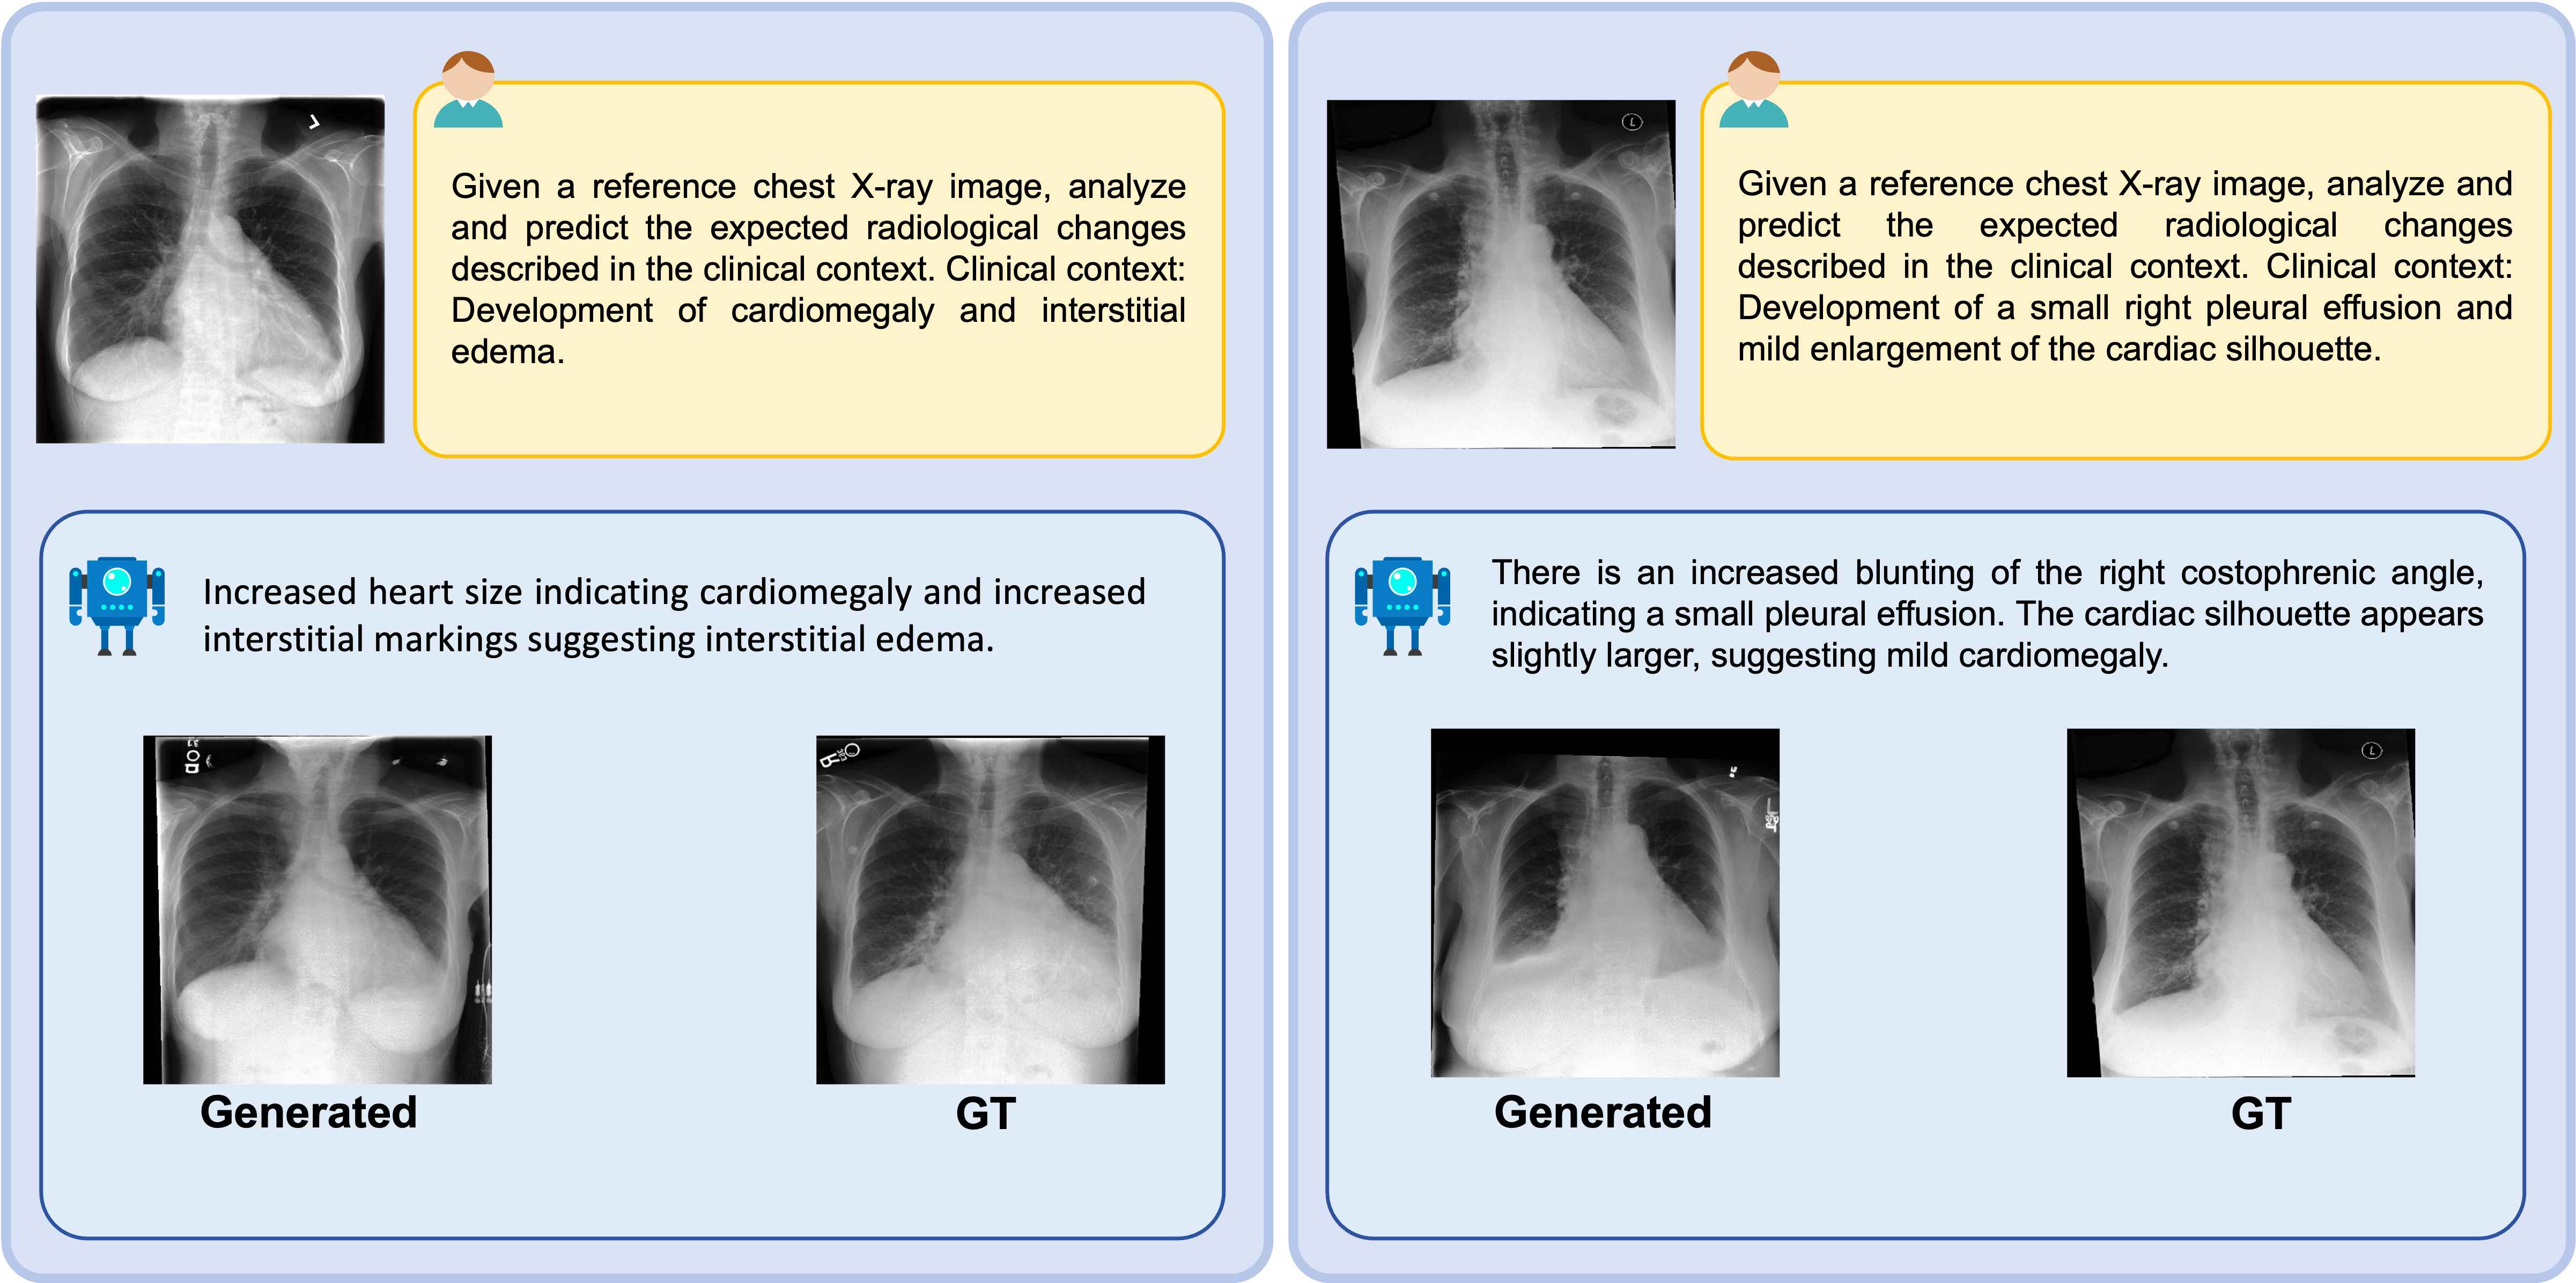 Given a reference chest X-ray image, analyze
and predict the expected radiological changes
described in the clinical context. Clinical context:
Development of cardiomegaly and interstitial
edema.
Increased heart size indicating cardiomegaly and increased
interstitial markings suggesting interstitial edema.
Generated
GT
Given a reference chest X-ray image, analyze and
predict the expected radiological changes
described in the clinical context. Clinical context:
Development of a small right pleural effusion and
mild enlargement of the cardiac silhouette.
L
There is an increased blunting of the right costophrenic angle,
indicating a small pleural effusion. The cardiac silhouette appears
slightly larger, suggesting mild cardiomegaly.
L
Generated
GT